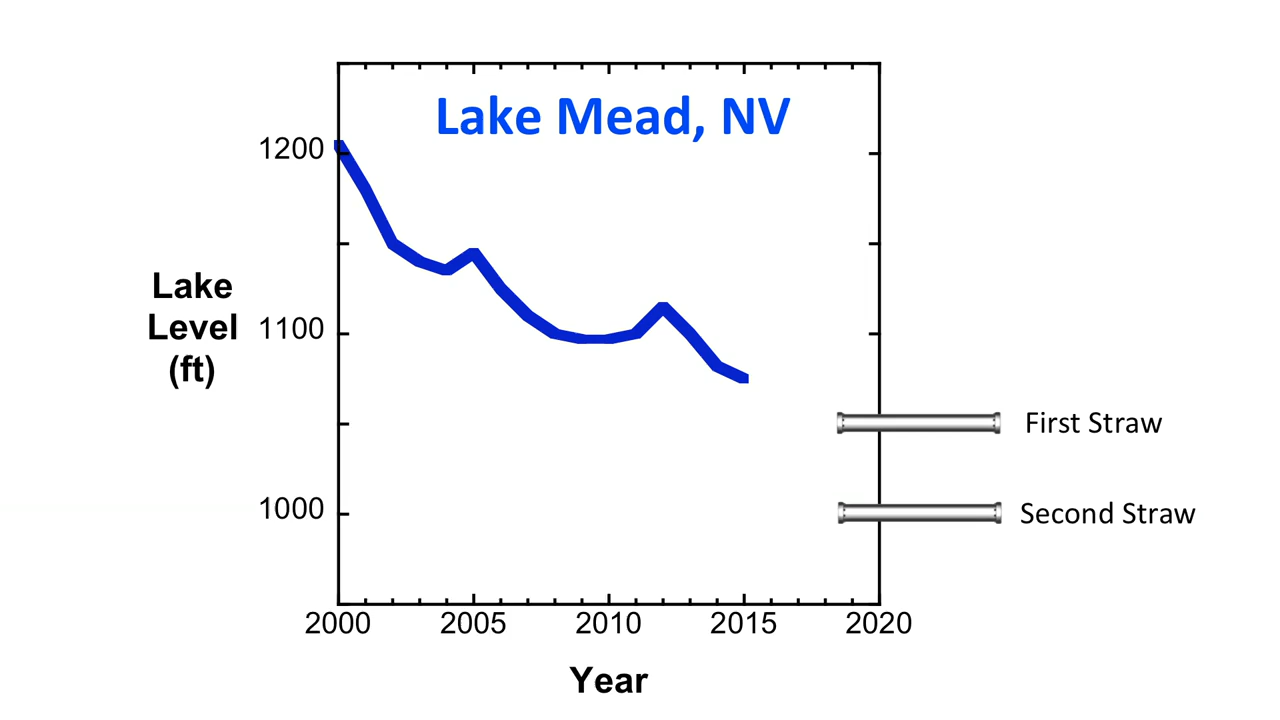 Lake Mead, NV
1200
Lake
Level
(ft)
1100
First Straw
1000
Second Straw
2000 2005 2010 2015 2020
Year